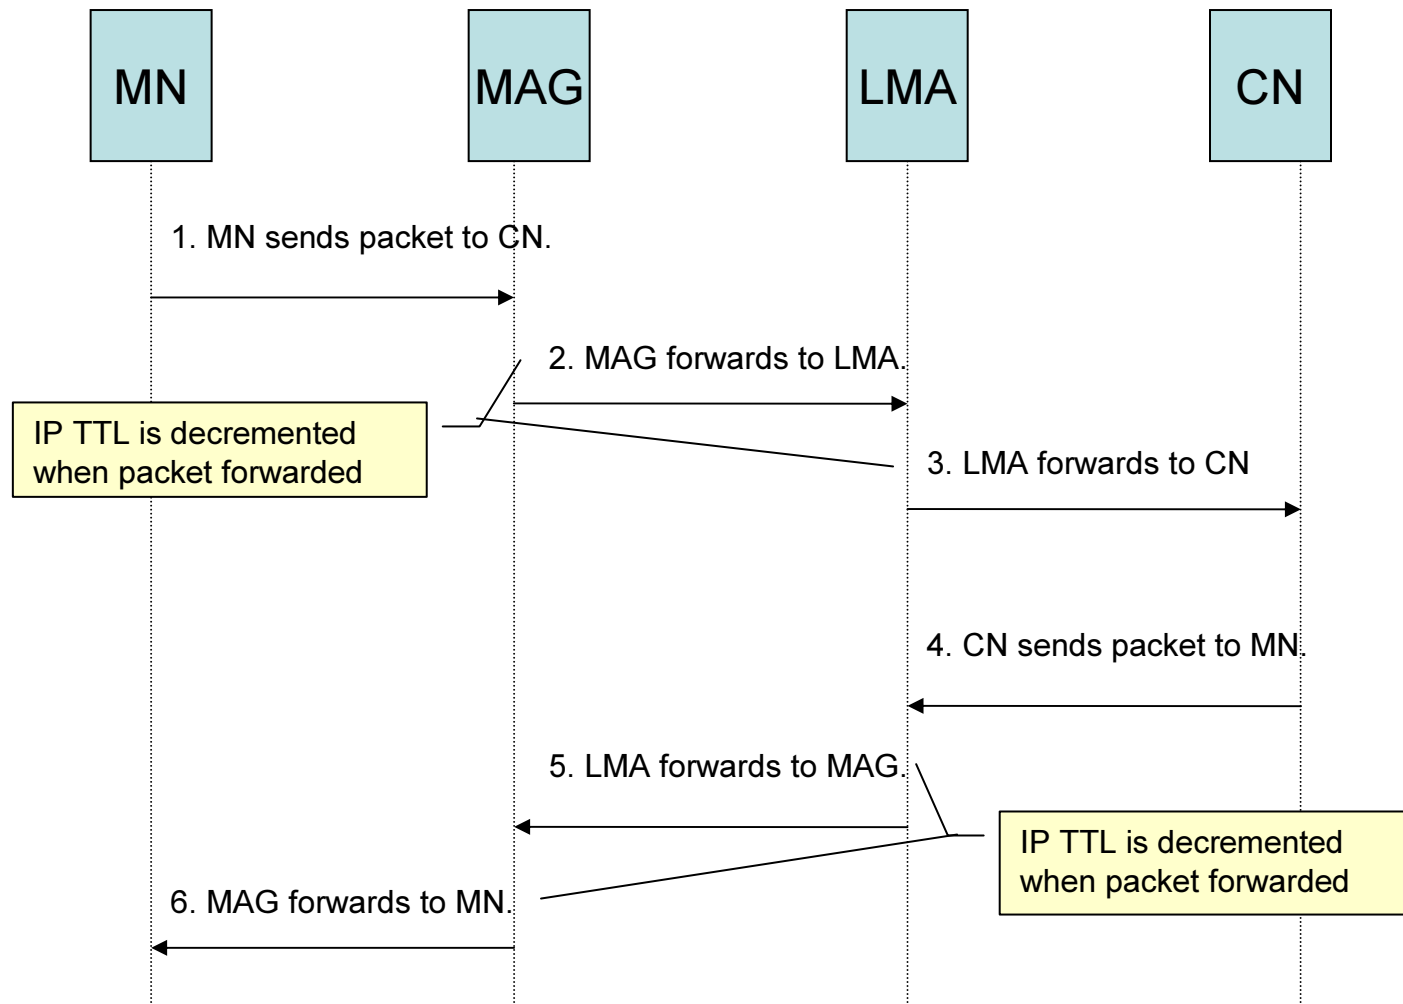 MN
MAG
LMA
CN
1. MN sends packet to CN.
2. MAG forwards to LMA.
IP TTL is decremented
when packet forwarded
3. LMA forwards to CN
4. CN sends packet to MN.
5. LMA forwards to MAG.
IP TTL is decremented
when packet forwarded
6. MAG forwards to MN.